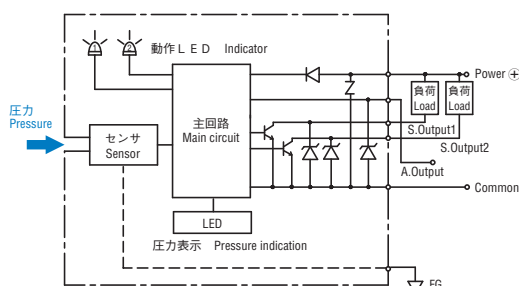 1
2
動作ＬＥＤ Indicator
Power ⊕
負荷
Load
負荷
Load
圧力
Pressure
主回路
Main circuit
センサ
Sensor
S.Output1
S.Output2
A.Output
Common
LED
圧力表示 Pressure indication
FG